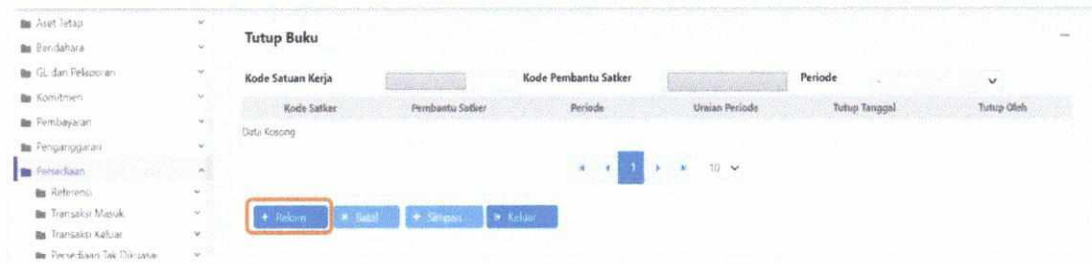 Aset Tetap
Bendahara
GL dan Pelaporan
Komitmen
Pembayaran
Penganggaran
Persediaan
Referensi
Transaksi Masuk
Transaksi Keluar
Persediaan Tak Dikuasai
Tutup Buku
Kode Satuan Kerja Kode Pembantu Satker Periode
Kode Satker Pembantu Satker Periode Uraian Periode Tutup Tanggal Tutup Oleh
Data Kosong
1 10
+ Rekam Batal + Simpan Keluar